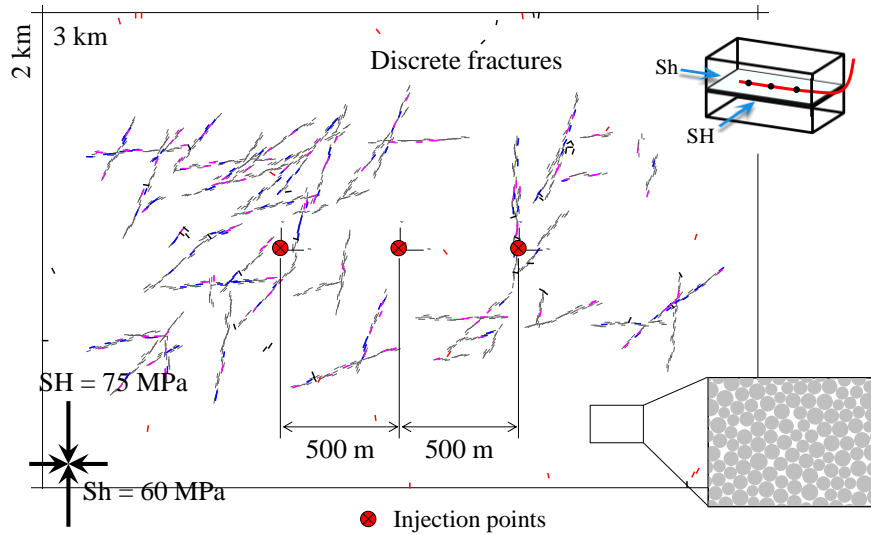 2 km
3 km
Discrete fractures
Sh
SH
SH = 75 MPa
Sh = 60 MPa
500 m
500 m
Injection points